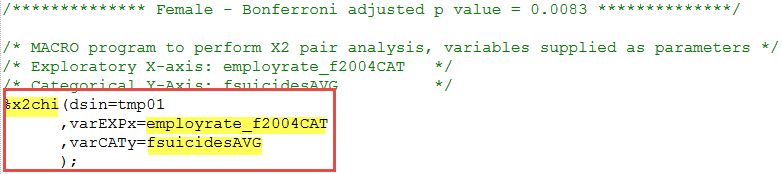 /************** Female - Bonferroni adjusted p value = 0.0083 **************/
/* MACRO program to perform X2 pair analysis, variables supplied as parameters */
/* Exploratory X-axis: employrate_f2004CAT */
/* Categorical Y-Axis: fsuicidesAVG */
%x2chi(dsin=tmp01
,varEXPx=employrate_f2004CAT
,varCATy=fsuicidesAVG
);